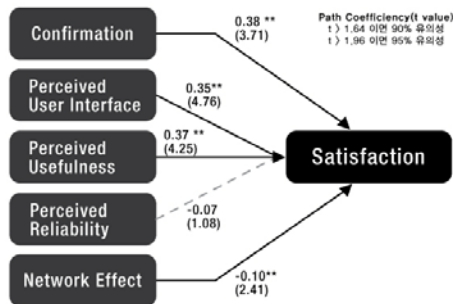 Confirmation
0.38 **
(3.71)
Path Coefficiency(t value)
t > 1.64 이면 90% 유의성
t > 1.96 이면 95% 유의성
Perceived
User Interface
0.35**
(4.76)
Perceived
Usefulness
0.37 **
(4.25)
Satisfaction
Perceived
Reliability
-0.07
(1.08)
Network Effect
-0.10**
(2.41)